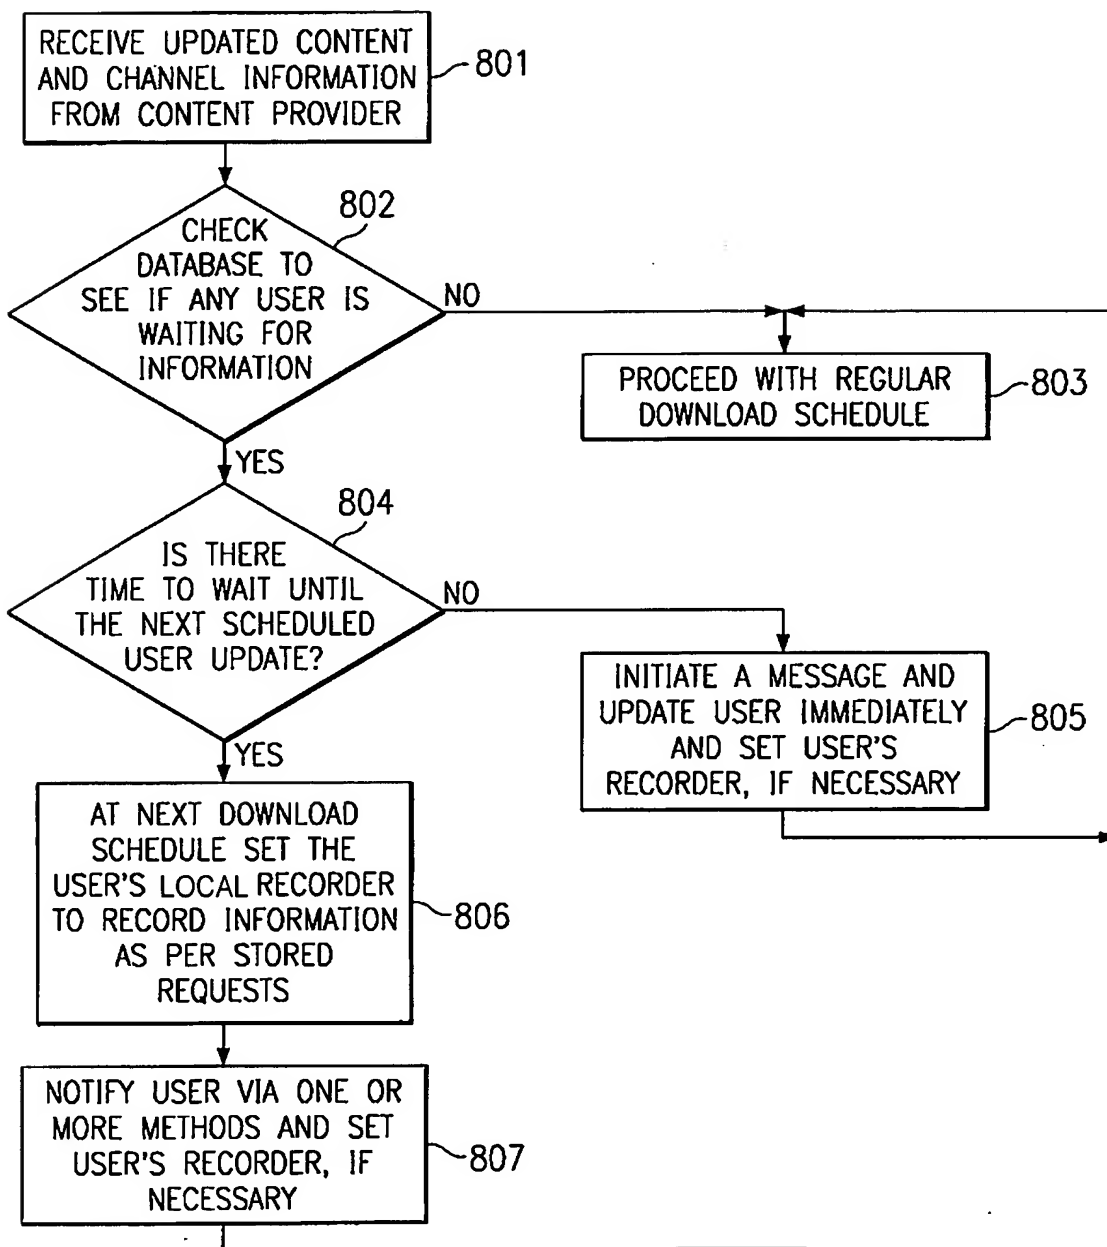 RECEIVE UPDATED CONTENT
AND CHANNEL INFORMATION
FROM CONTENT PROVIDER
801
802
CHECK
DATABASE TO
SEE IF ANY USER IS
WAITING FOR
INFORMATION
NO
PROCEED WITH REGULAR
DOWNLOAD SCHEDULE
803
YES
804
IS THERE
TIME TO WAIT UNTIL
THE NEXT SCHEDULED
USER UPDATE?
NO
INITIATE A MESSAGE AND
UPDATE USER IMMEDIATELY
AND SET USER'S
RECORDER, IF NECESSARY
805
YES
AT NEXT DOWNLOAD
SCHEDULE SET THE
USER'S LOCAL RECORDER
TO RECORD INFORMATION
AS PER STORED
REQUESTS
806
NOTIFY USER VIA ONE OR
MORE METHODS AND SET
USER'S RECORDER, IF
NECESSARY
807